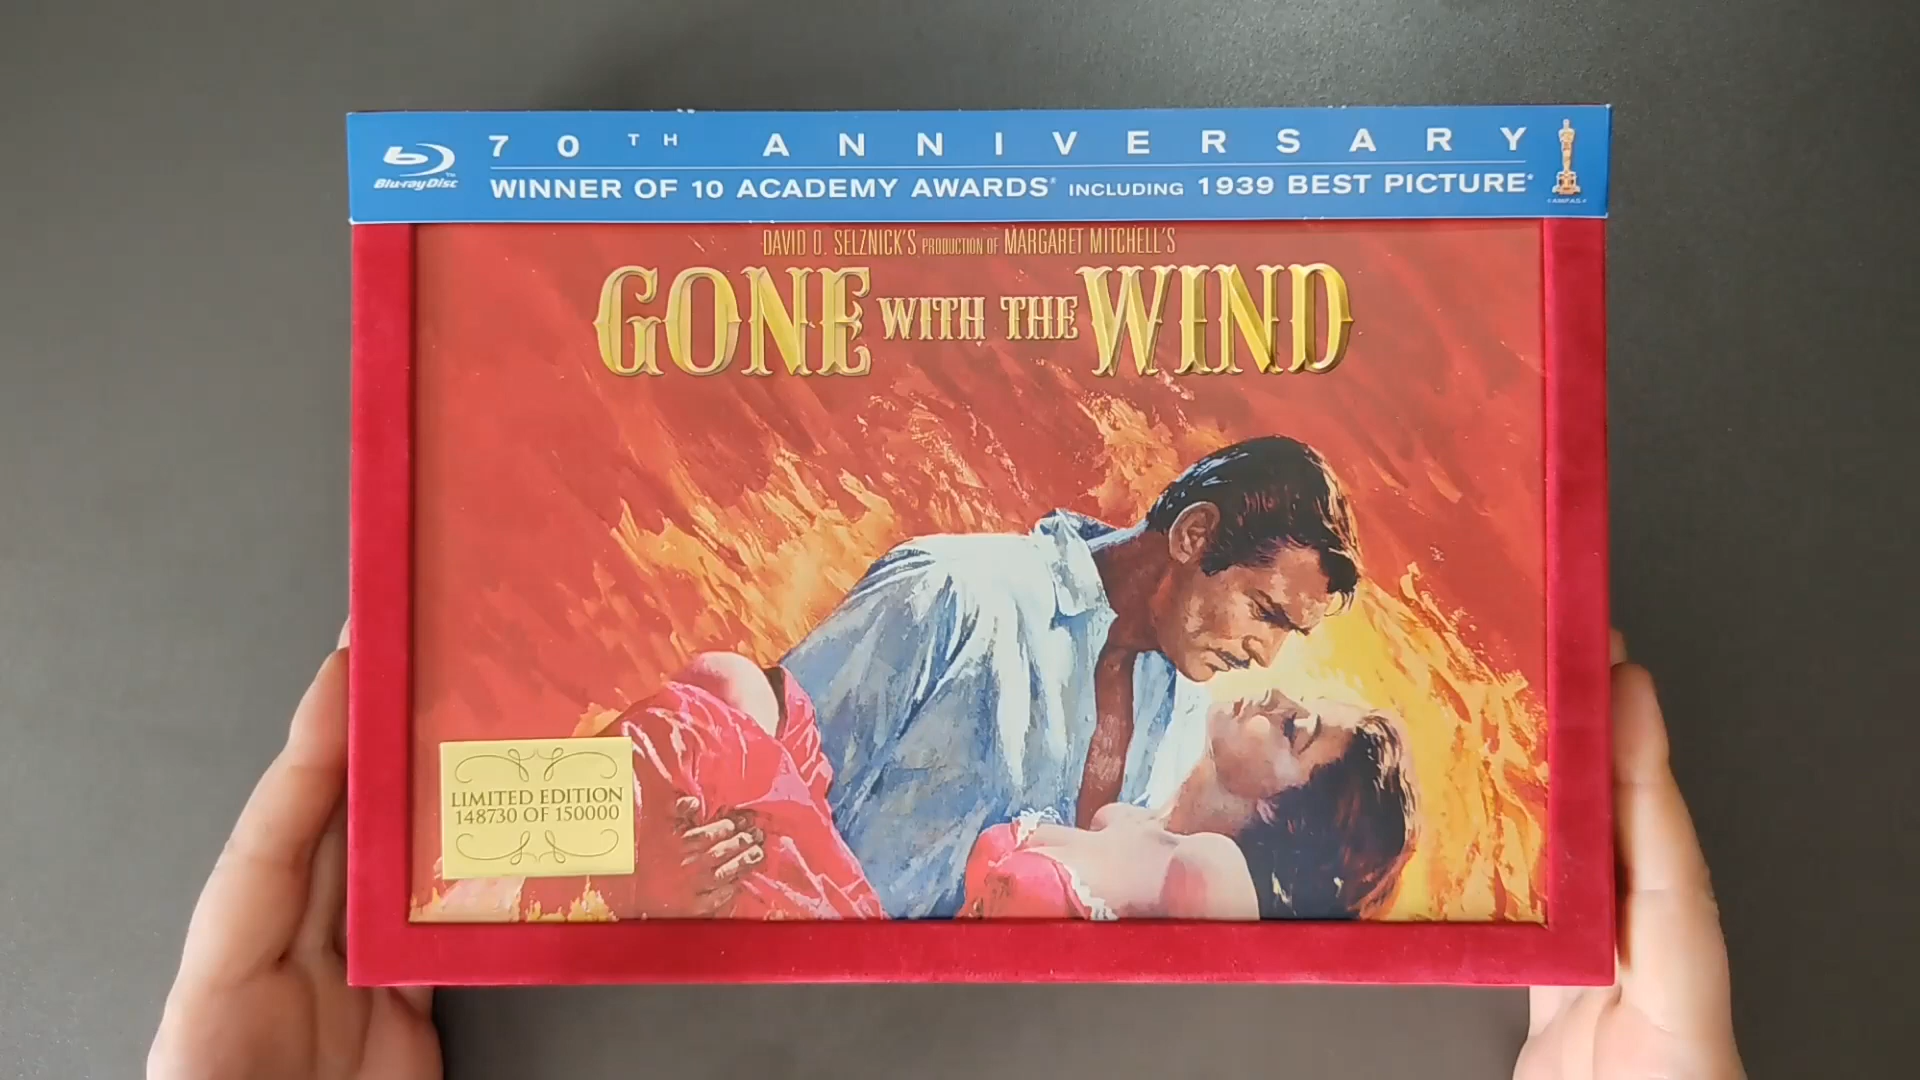 Blu-ray Disc™
70TH ANNIVERSARY
WINNER OF 10 ACADEMY AWARDS® INCLUDING 1939 BEST PICTURE®
©A.M.P.A.S.®
DAVID O. SELZNICK'S PRODUCTION OF MARGARET MITCHELL'S
GONE WITH THE WIND
LIMITED EDITION
148730 OF 150000